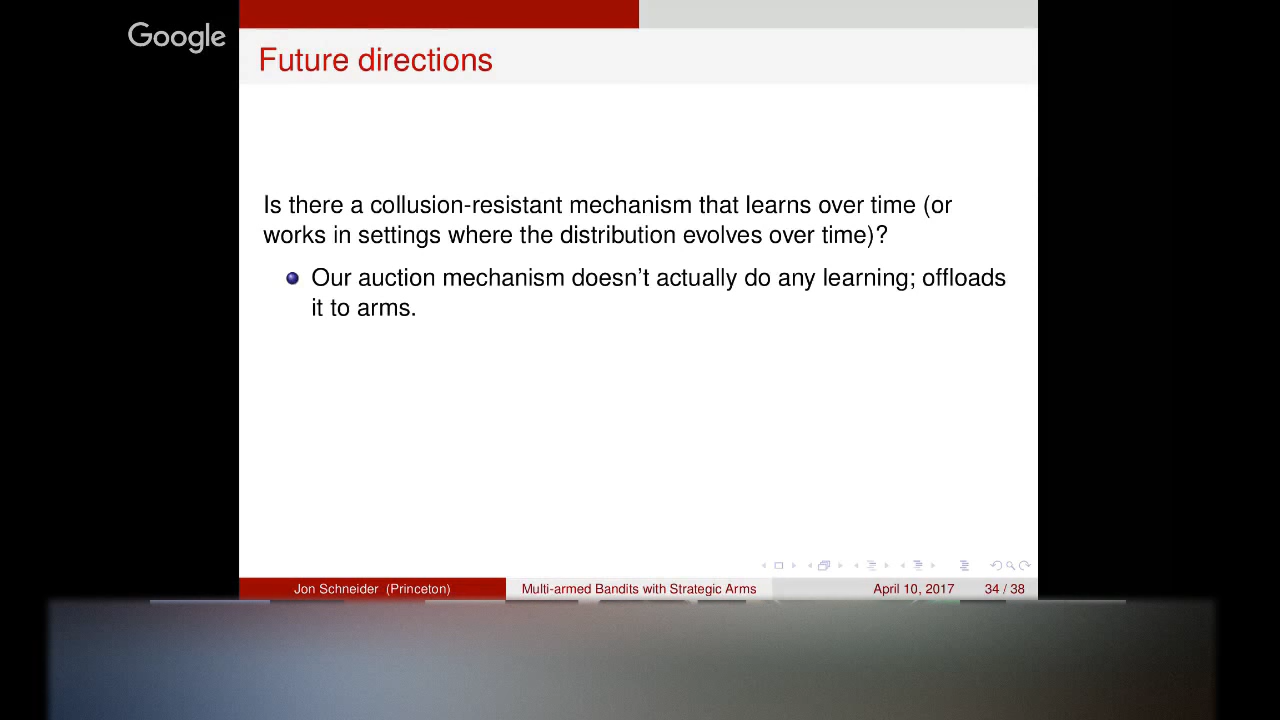 Google
Future directions
Is there a collusion-resistant mechanism that learns over time (or
works in settings where the distribution evolves over time)?
Our auction mechanism doesn't actually do any learning; offloads
it to arms.
Jon Schneider (Princeton) Multi-armed Bandits with Strategic Arms April 10, 2017 34 / 38